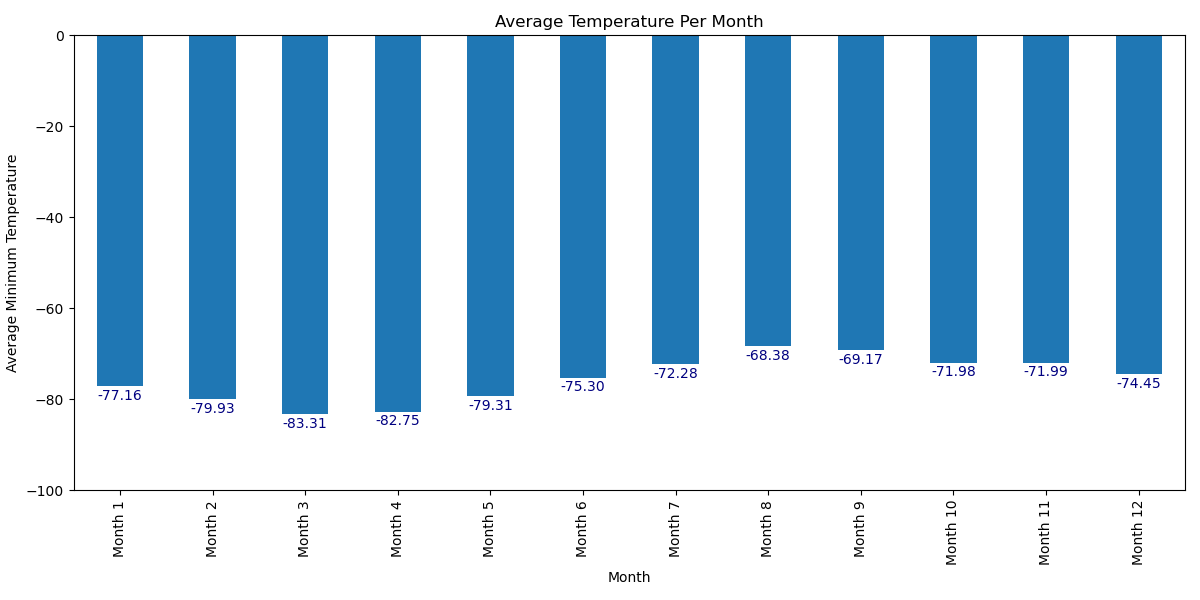 Average Temperature Per Month
Average Minimum Temperature
0
−20
−40
−60
−80
−100
-77.16
-79.93
-83.31
-82.75
-79.31
-75.30
-72.28
-68.38
-69.17
-71.98
-71.99
-74.45
Month 1
Month 2
Month 3
Month 4
Month 5
Month 6
Month 7
Month 8
Month 9
Month 10
Month 11
Month 12
Month